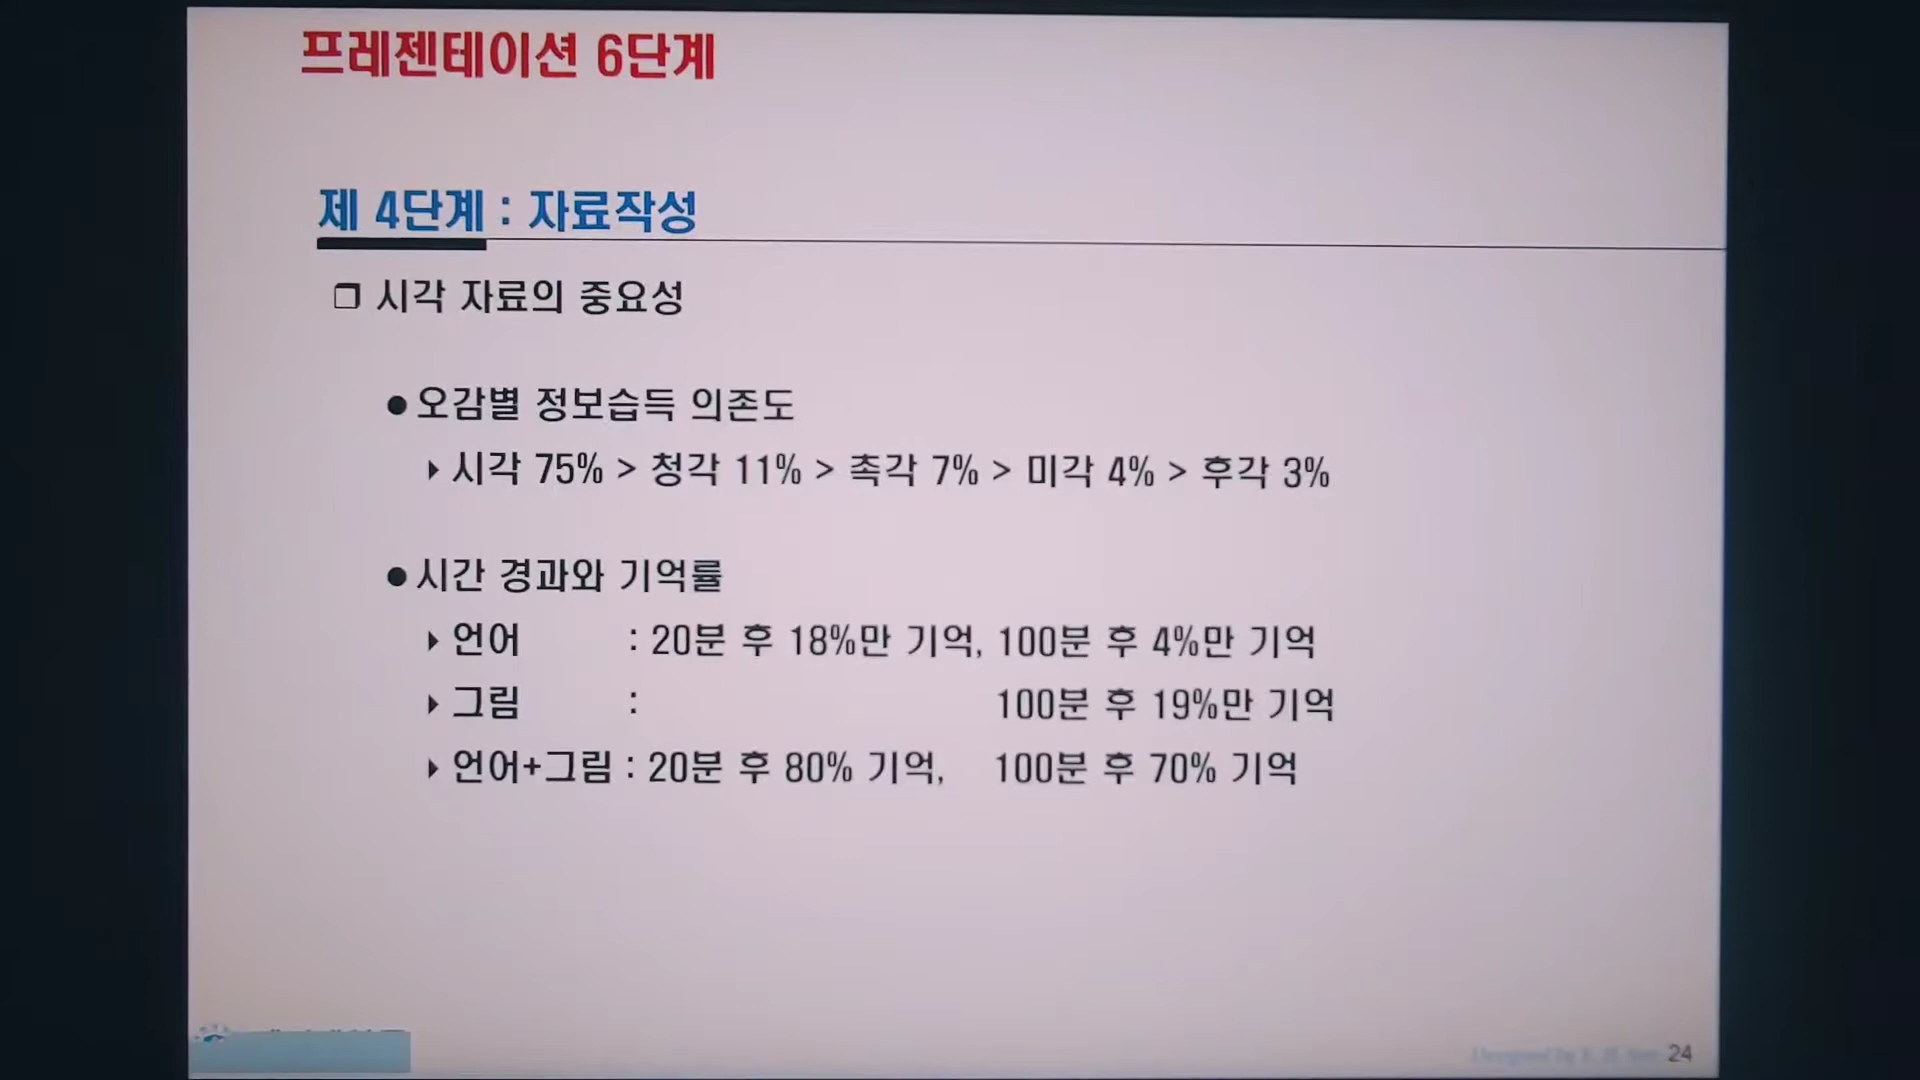 프레젠테이션 6단계
제 4단계 : 자료작성
❒ 시각 자료의 중요성
●오감별 정보습득 의존도
시각 75% > 청각 11% > 촉각 7% > 미각 4% > 후각 3%
●시간 경과와 기억률
언어 : 20분 후 18%만 기억, 100분 후 4%만 기억
그림 : 100분 후 19%만 기억
언어+그림 : 20분 후 80% 기억, 100분 후 70% 기억
Designed by
24